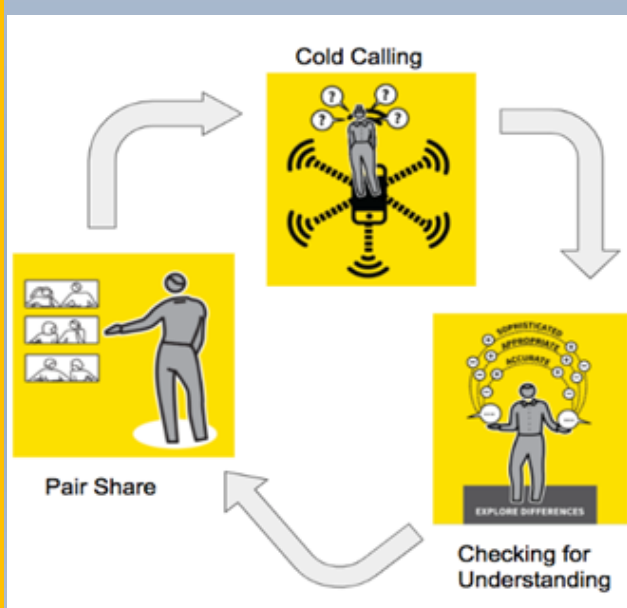 Cold Calling
?
?
?
?
SOPHISTICATED
APPROPRIATE
ACCURATE
EXPLORE DIFFERENCES
Pair Share
Checking for
Understanding